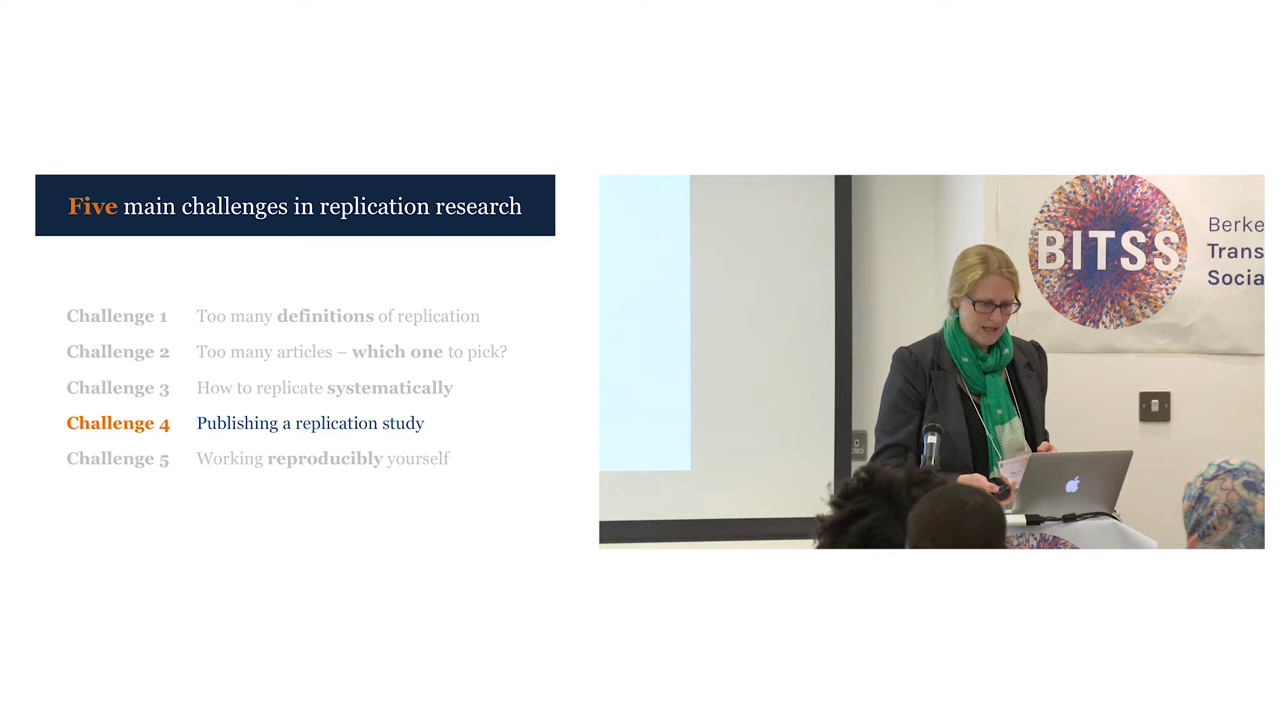 Five main challenges in replication research
Challenge 1 Too many definitions of replication
Challenge 2 Too many articles – which one to pick?
Challenge 3 How to replicate systematically
Challenge 4 Publishing a replication study
Challenge 5 Working reproducibly yourself
BITSS
Berke
Trans
Socia